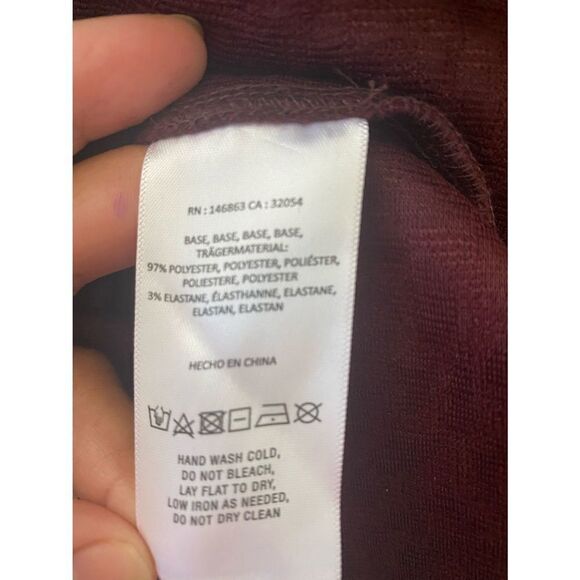 RN : 146863 CA : 32054
BASE, BASE, BASE, BASE,
TRÄGERMATERIAL:
97% POLYESTER, POLYESTER, POLIÉSTER,
POLIESTERE, POLYESTER
3% ELASTANE, ÉLASTHANNE, ELASTANE,
ELASTAN, ELASTAN
HECHO EN CHINA
HAND WASH COLD,
DO NOT BLEACH,
LAY FLAT TO DRY,
LOW IRON AS NEEDED,
DO NOT DRY CLEAN